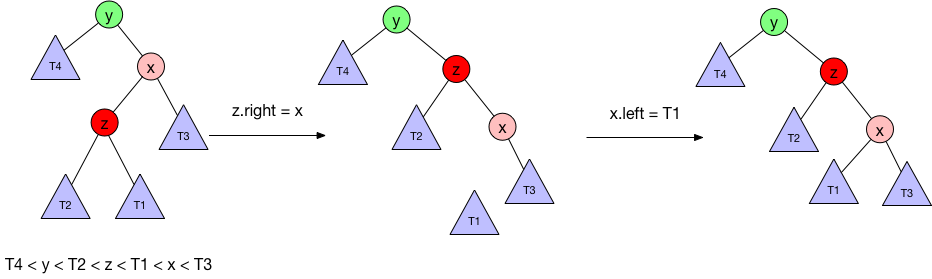 y
T4
x
z
T3
T2
T1
z.right = x
y
T4
z
T2
x
T3
T1
x.left = T1
y
T4
z
T2
x
T1
T3
T4 < y < T2 < z < T1 < x < T3